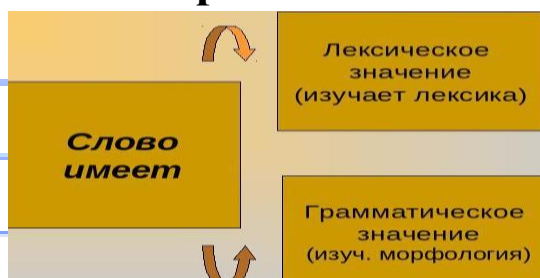 Слово
имеет
Лексическое
значение
(изучает лексика)
Грамматическое
значение
(изуч. морфология)